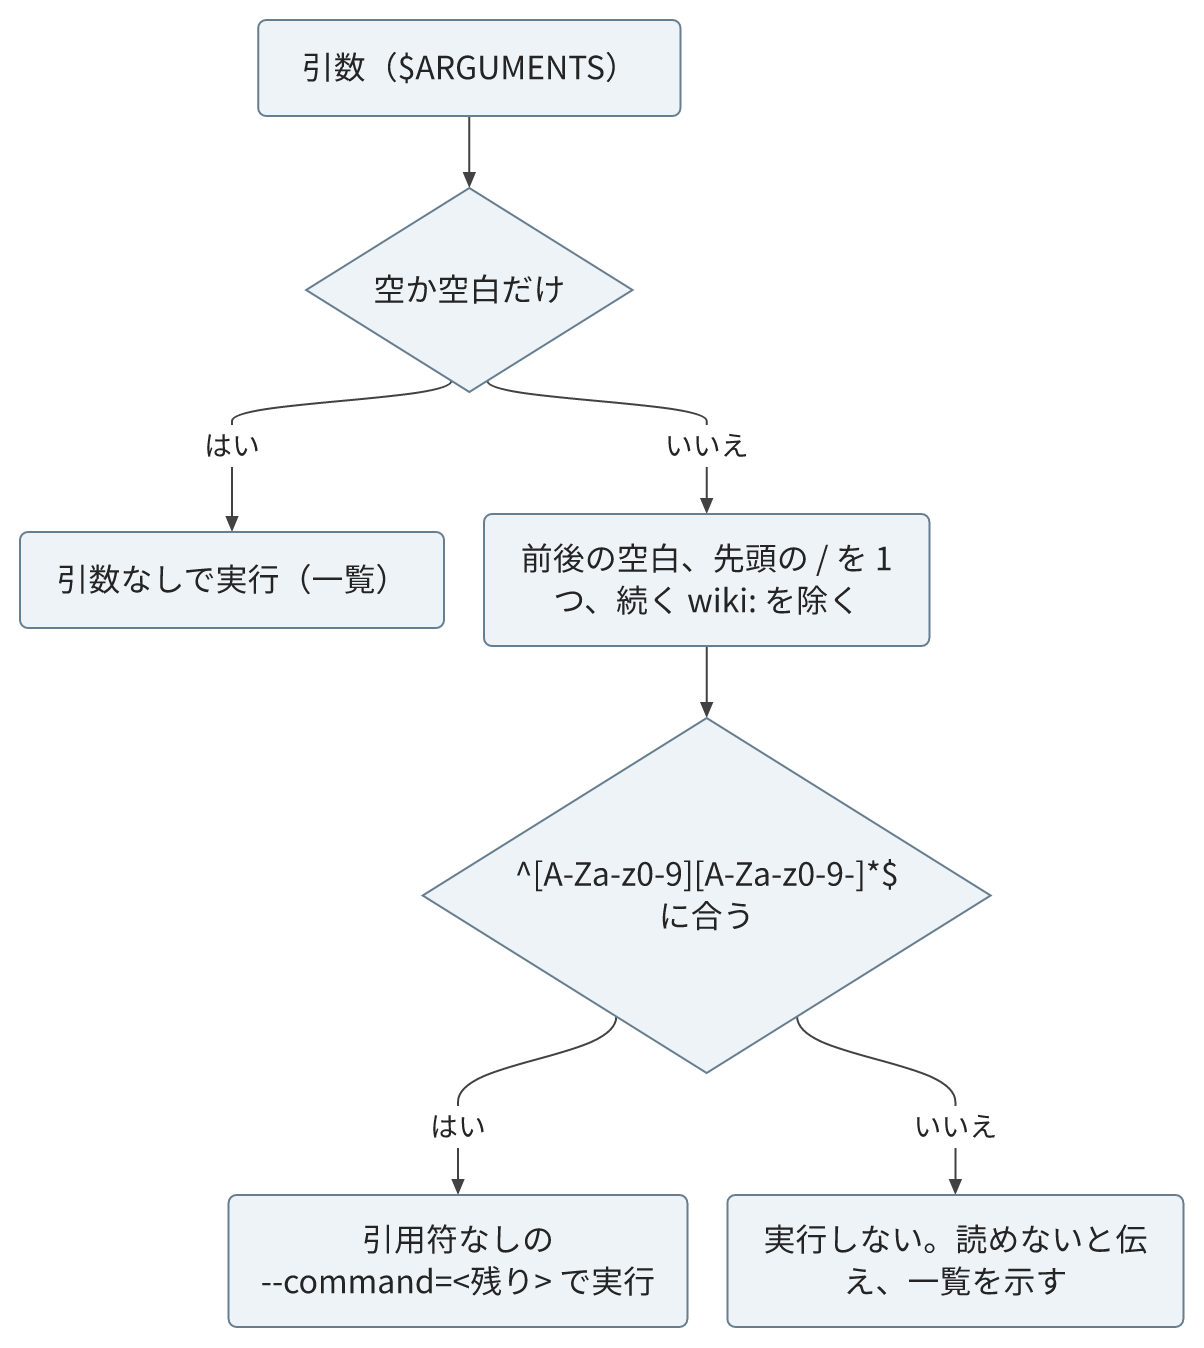 引数（$ARGUMENTS）
空か空白だけ
はい
いいえ
引数なしで実行（一覧）
前後の空白、先頭の / を 1
つ、続く wiki: を除く
^[A-Za-z0-9][A-Za-z0-9-]*$
に合う
はい
いいえ
引用符なしの
--command=<残り> で実行
実行しない。読めないと伝
え、一覧を示す